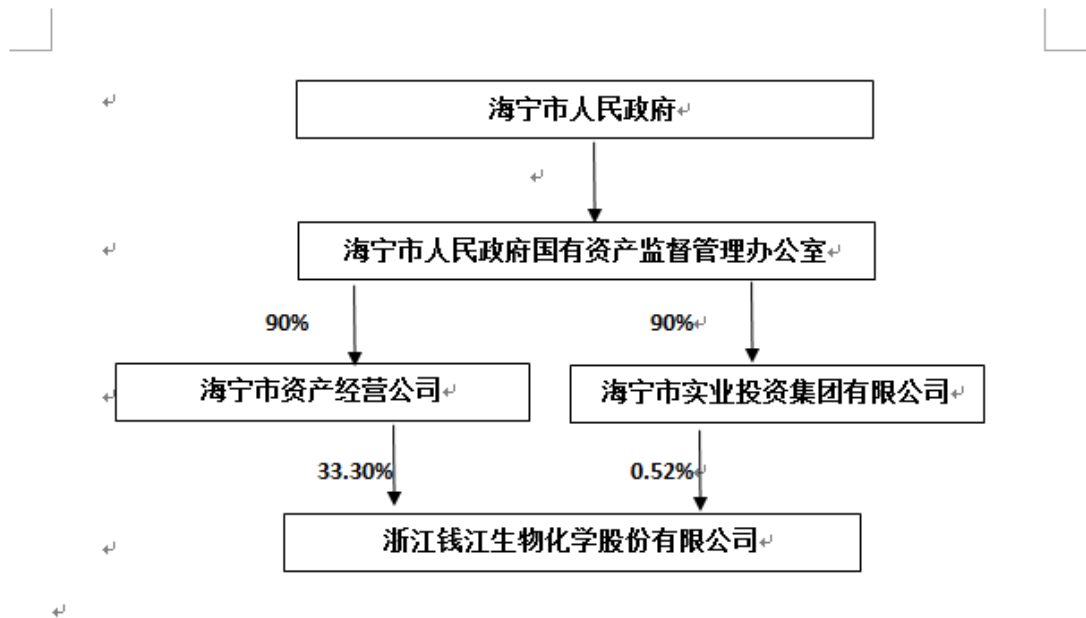 海宁市人民政府
海宁市人民政府国有资产监督管理办公室
90%
90%
海宁市资产经营公司
海宁市实业投资集团有限公司
33.30%
0.52%
浙江钱江生物化学股份有限公司